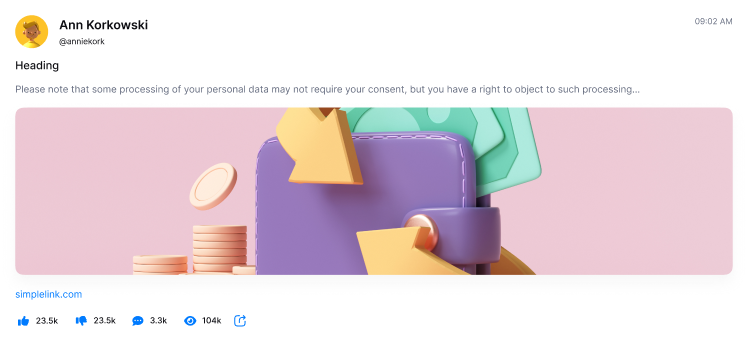 Ann Korkowski
09:02 AM
@anniekork
Heading
Please note that some processing of your personal data may not require your consent, but you have a right to object to such processing...
simplelink.com
23.5k 23.5k 3.3k 104k